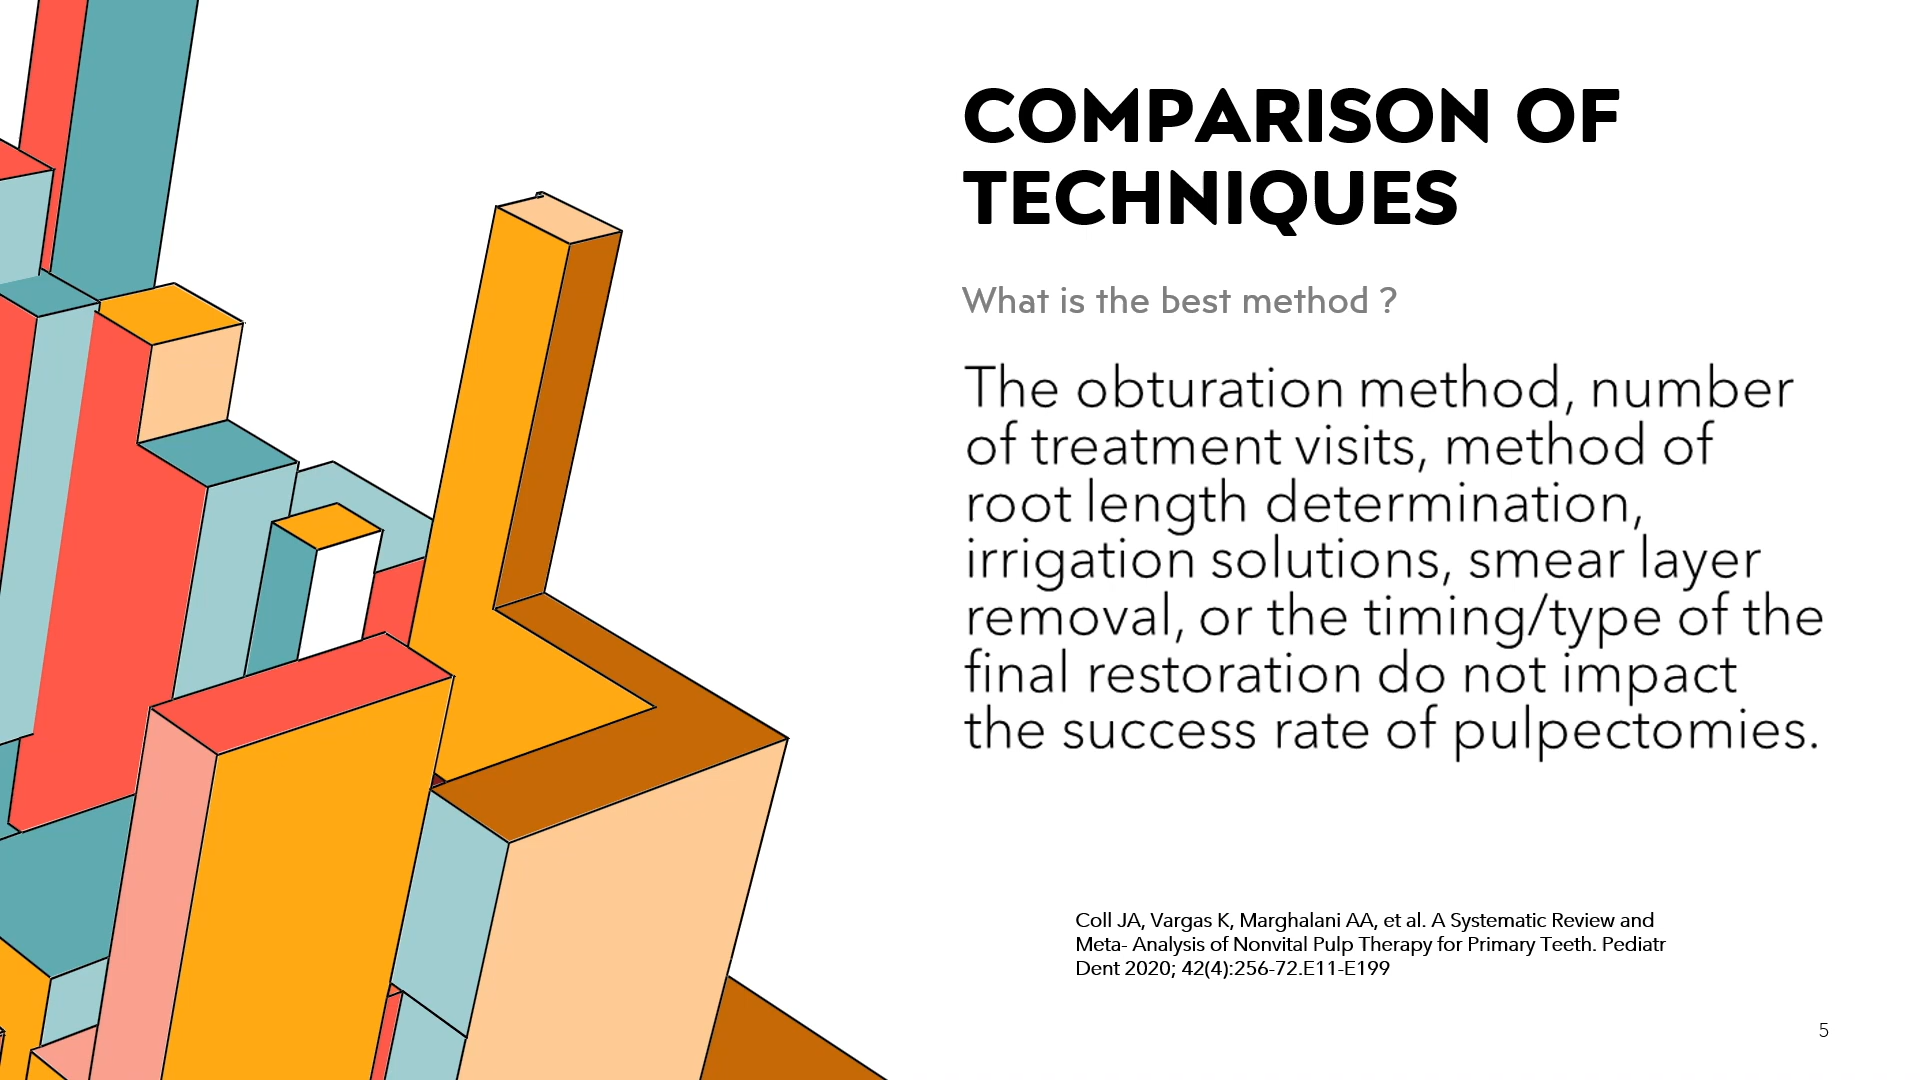 COMPARISON OF
TECHNIQUES
What is the best method ?
The obturation method, number
of treatment visits, method of
root length determination,
irrigation solutions, smear layer
removal, or the timing/type of the
final restoration do not impact
the success rate of pulpectomies.
Coll JA, Vargas K, Marghalani AA, et al. A Systematic Review and
Meta- Analysis of Nonvital Pulp Therapy for Primary Teeth. Pediatr
Dent 2020; 42(4):256-72.E11-E199
5